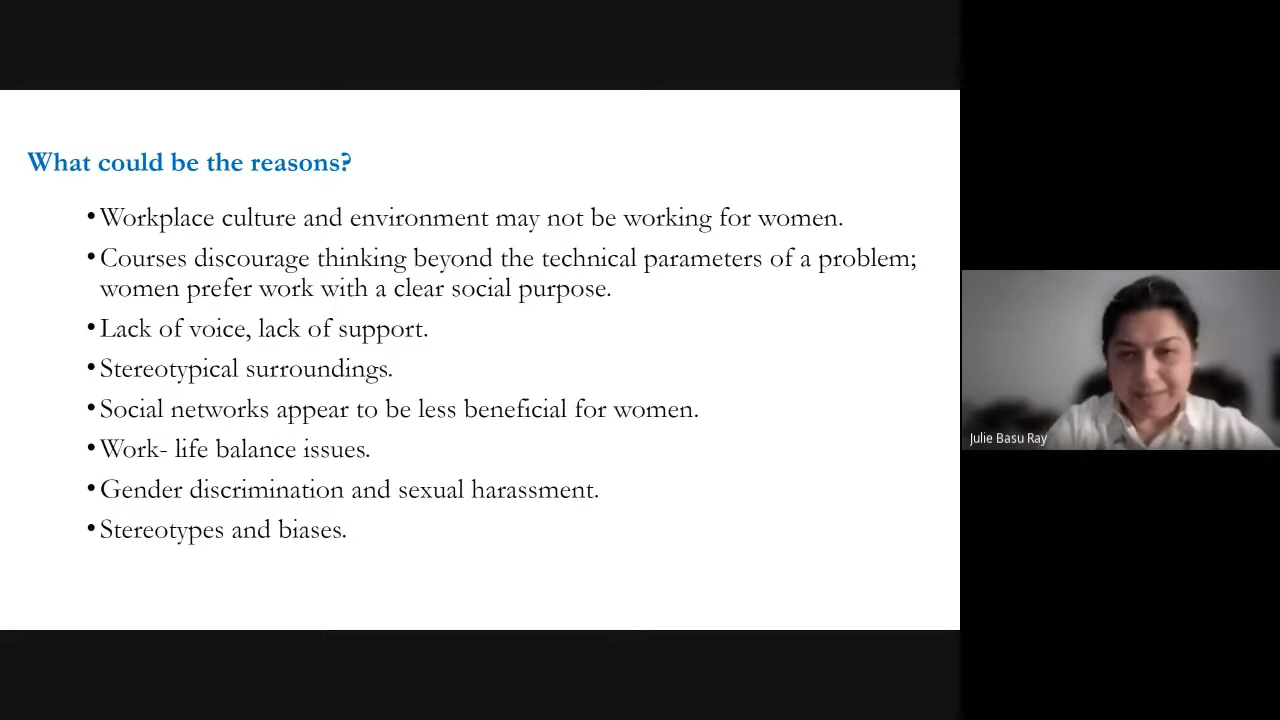 What could be the reasons?
• Workplace culture and environment may not be working for women.
• Courses discourage thinking beyond the technical parameters of a problem;
women prefer work with a clear social purpose.
• Lack of voice, lack of support.
• Stereotypical surroundings.
• Social networks appear to be less beneficial for women.
• Work- life balance issues.
• Gender discrimination and sexual harassment.
• Stereotypes and biases.
Julie Basu Ray